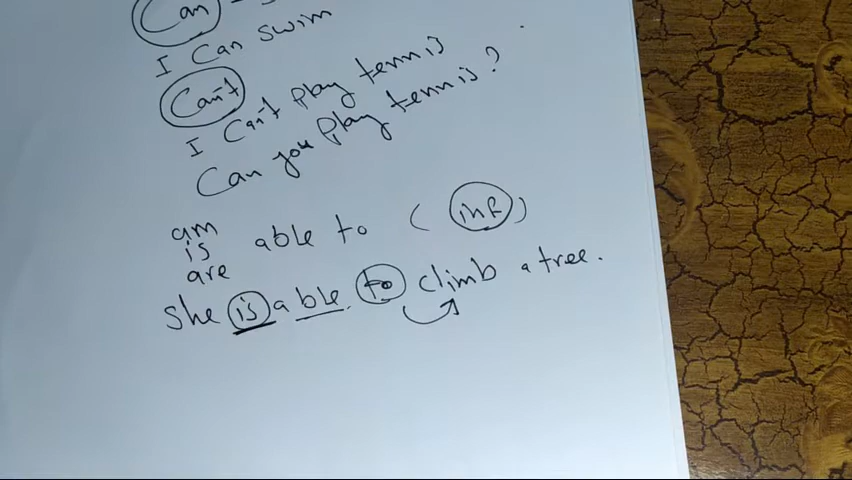 Can
I Can swim
Can't
I Can't Play tennis
Can you Play tennis?
am
is able to (inf)
are
she is able to climb a tree.